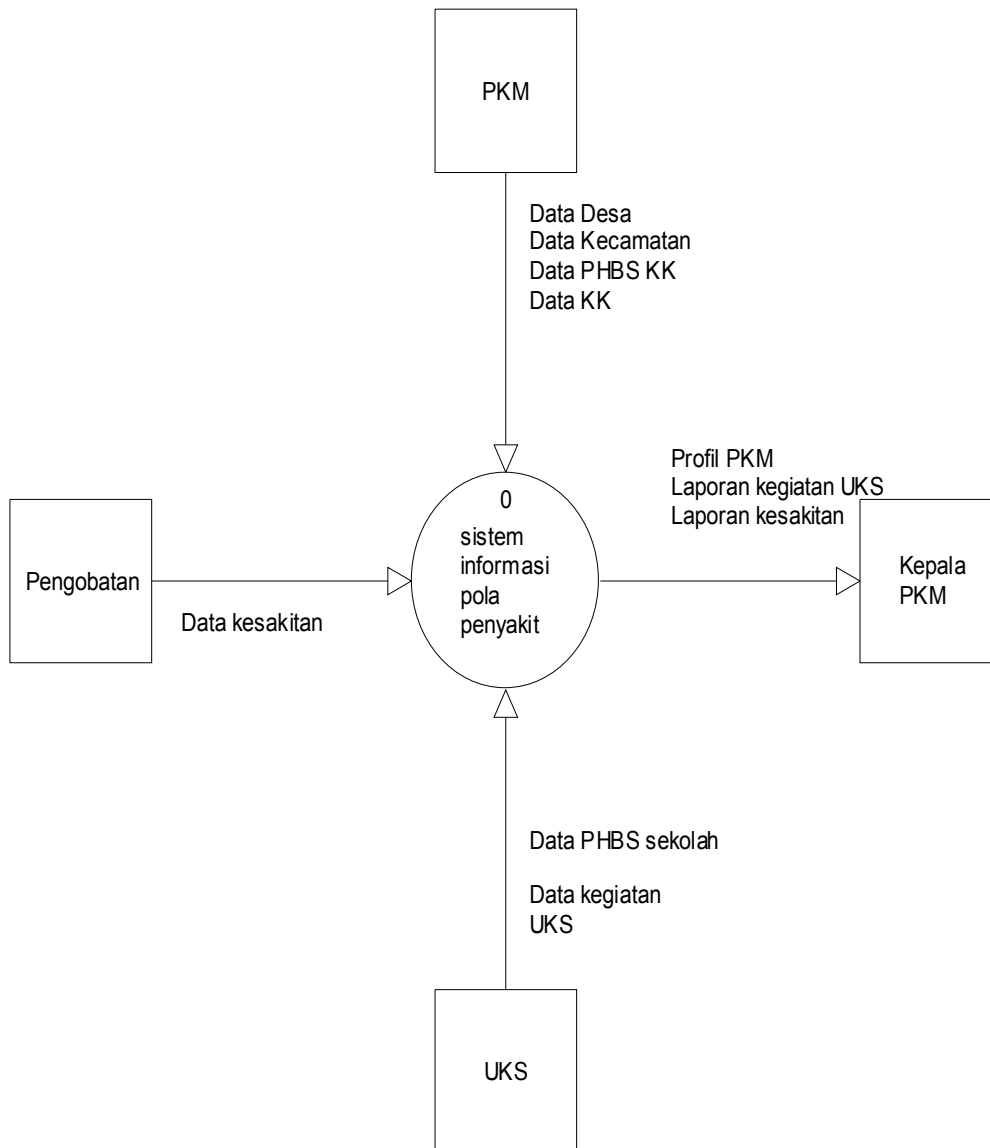 PKM
Data Desa
Data Kecamatan
Data PHBS KK
Data KK
Profil PKM
Laporan kegiatan UKS
Laporan kesakitan
0
sistem
informasi
pola
penyakit
Pengobatan
Data kesakitan
Kepala
PKM
Data PHBS sekolah
Data kegiatan
UKS
UKS